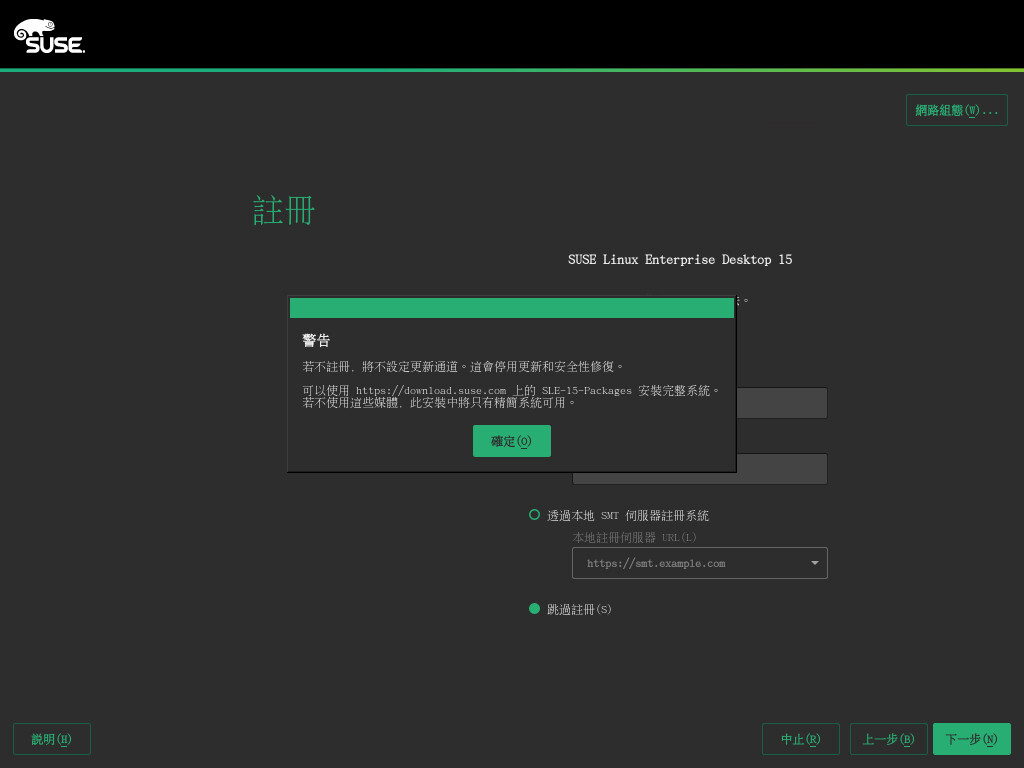 SUSE.
網路組態(W)...
註冊
SUSE Linux Enterprise Desktop 15
。
警告
若不註冊，將不設定更新通道。這會停用更新和安全性修復。
可以使用 https://download.suse.com 上的 SLE-15-Packages 安裝完整系統。
若不使用這些媒體，此安裝中將只有精簡系統可用。
確定(O)
透過本地 SMT 伺服器註冊系統
本地註冊伺服器 URL(L)
https://smt.example.com
跳過註冊(S)
說明(H)
中止(R)
上一步(B)
下一步(N)